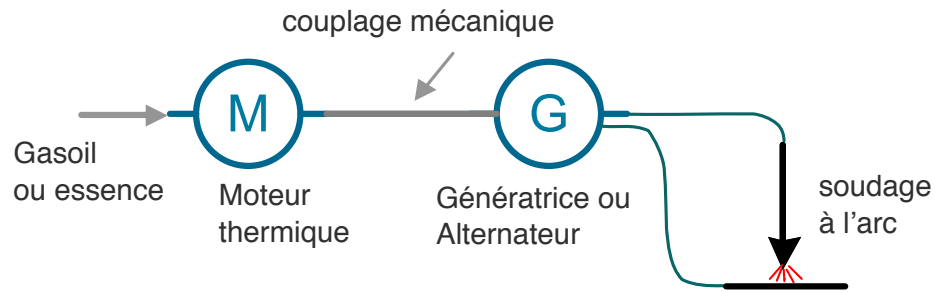 couplage mécanique
M
G
Gasoil
ou essence
Moteur
thermique
Génératrice ou
Alternateur
soudage
à l'arc